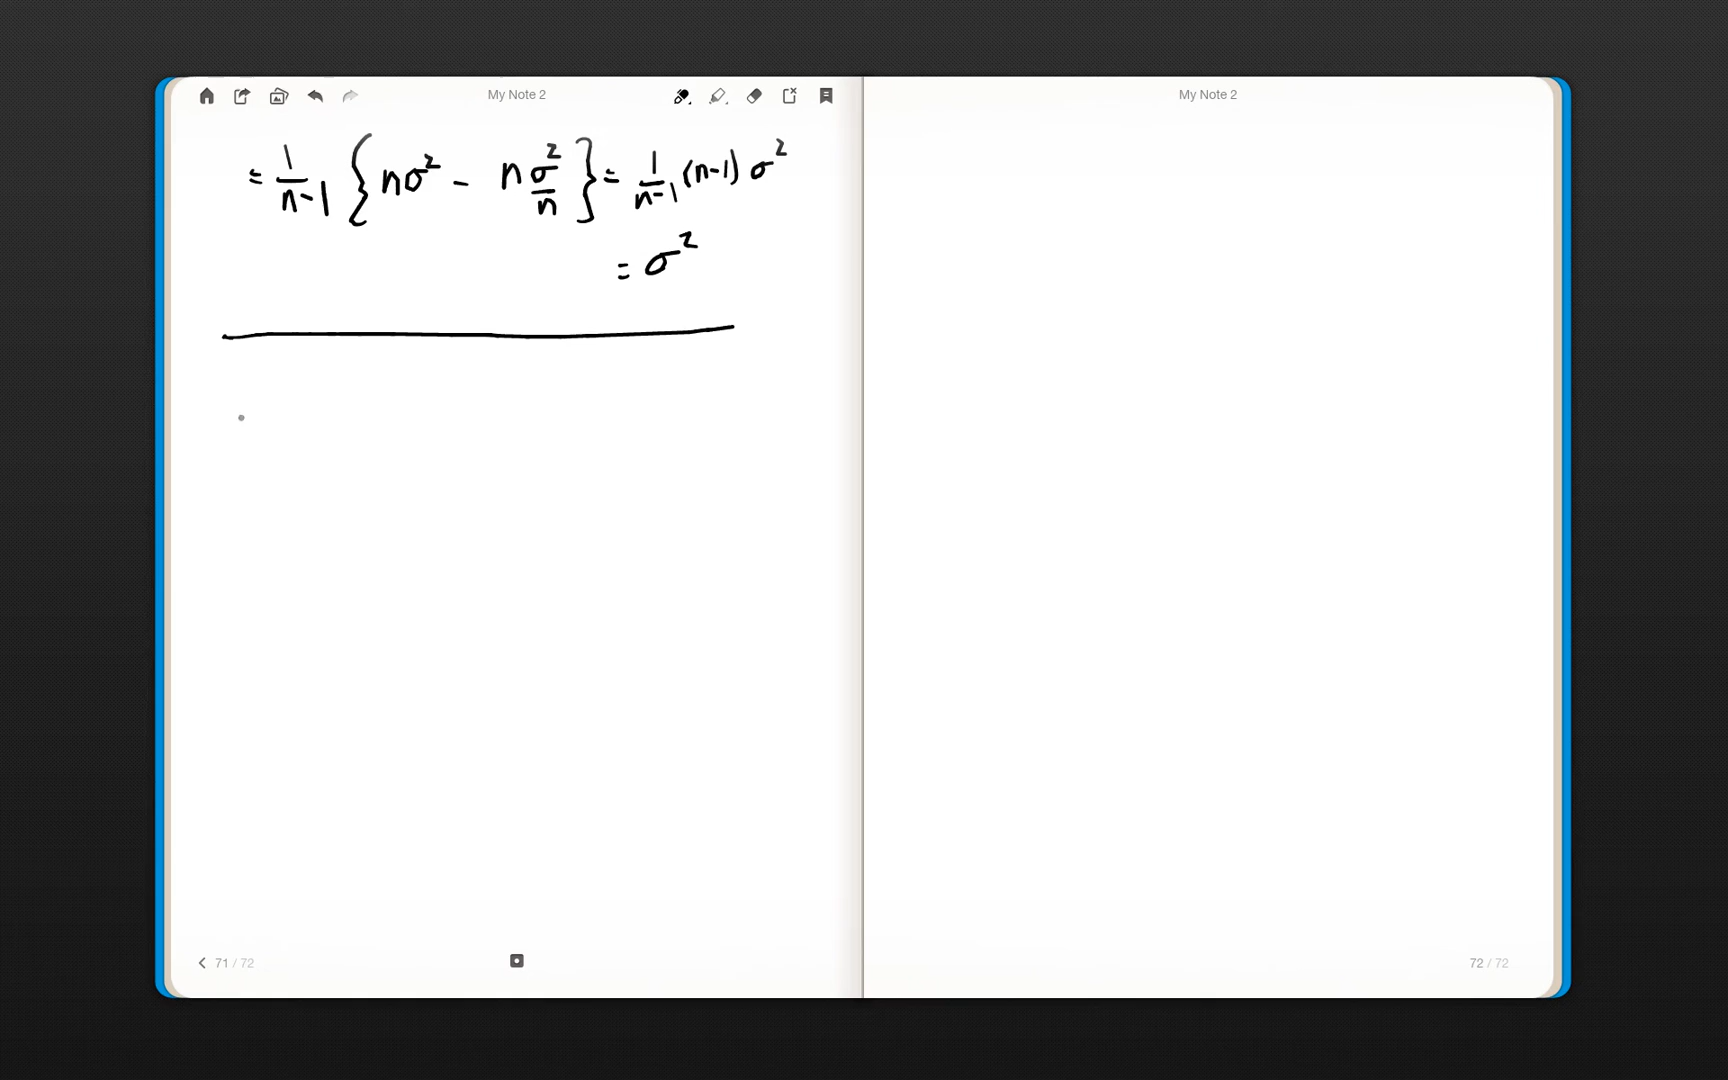 My Note 2
My Note 2
= 1/(n-1) { nσ² - n σ²/n } = 1/(n-1) (n-1) σ²
= σ²
71 / 72
72 / 72